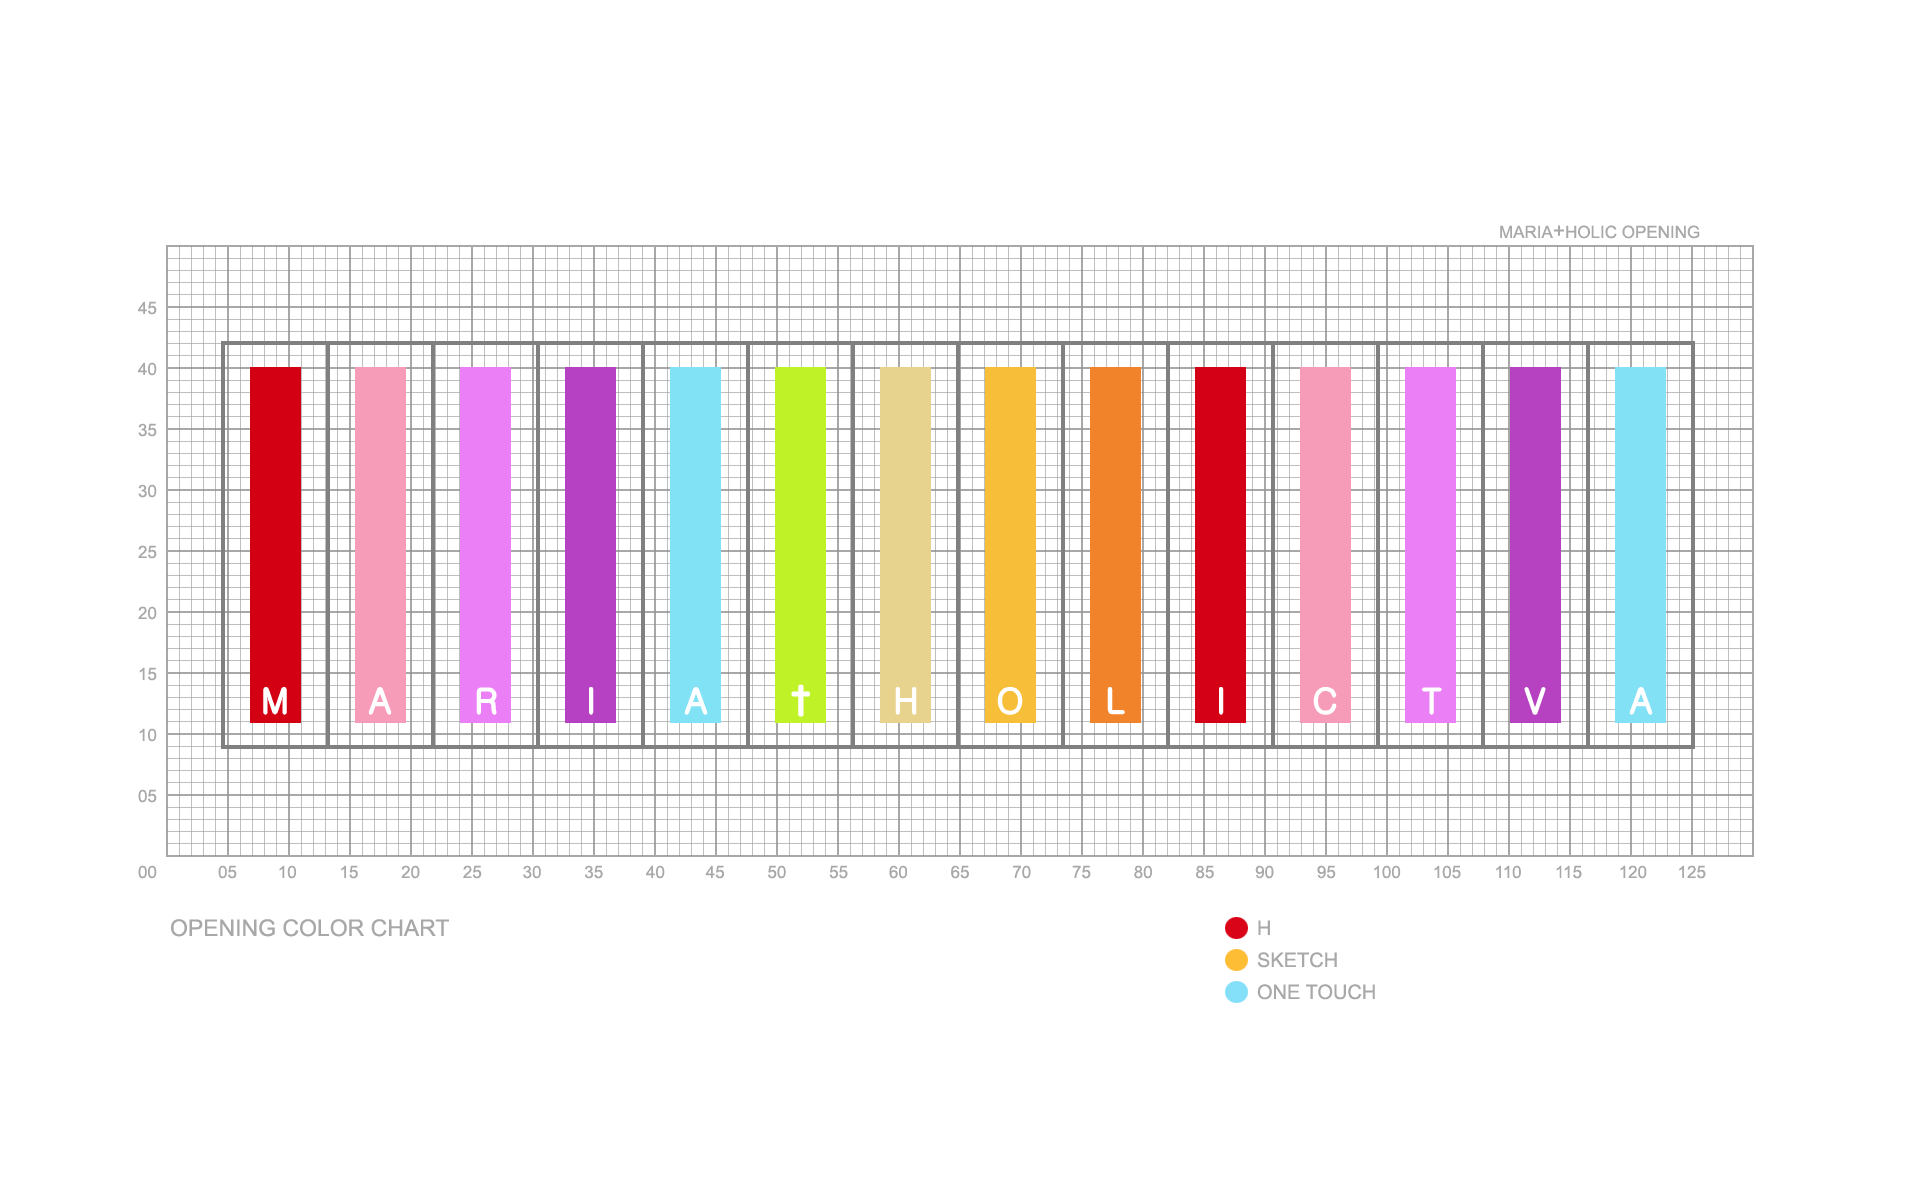 MARIA+HOLIC OPENING
45
40
35
30
25
20
15
M A R I A † H O L I C T V A
10
05
00 05 10 15 20 25 30 35 40 45 50 55 60 65 70 75 80 85 90 95 100 105 110 115 120 125
OPENING COLOR CHART
H
SKETCH
ONE TOUCH